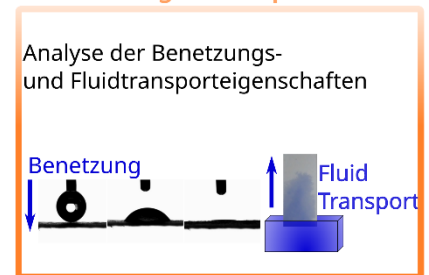 Analyse der Benetzungs-
und Fluidtransporteigenschaften
Benetzung
Fluid
Transport